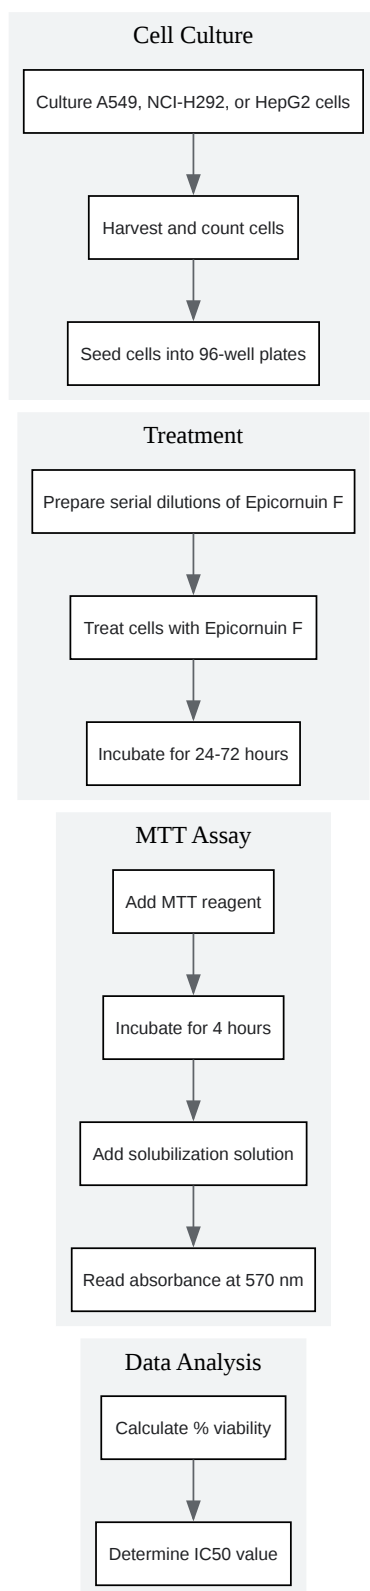 Cell Culture
Culture A549, NCI-H292, or HepG2 cells
Harvest and count cells
Seed cells into 96-well plates
Treatment
Prepare serial dilutions of Epicornuin F
Treat cells with Epicornuin F
Incubate for 24-72 hours
MTT Assay
Add MTT reagent
Incubate for 4 hours
Add solubilization solution
Read absorbance at 570 nm
Data Analysis
Calculate % viability
Determine IC50 value